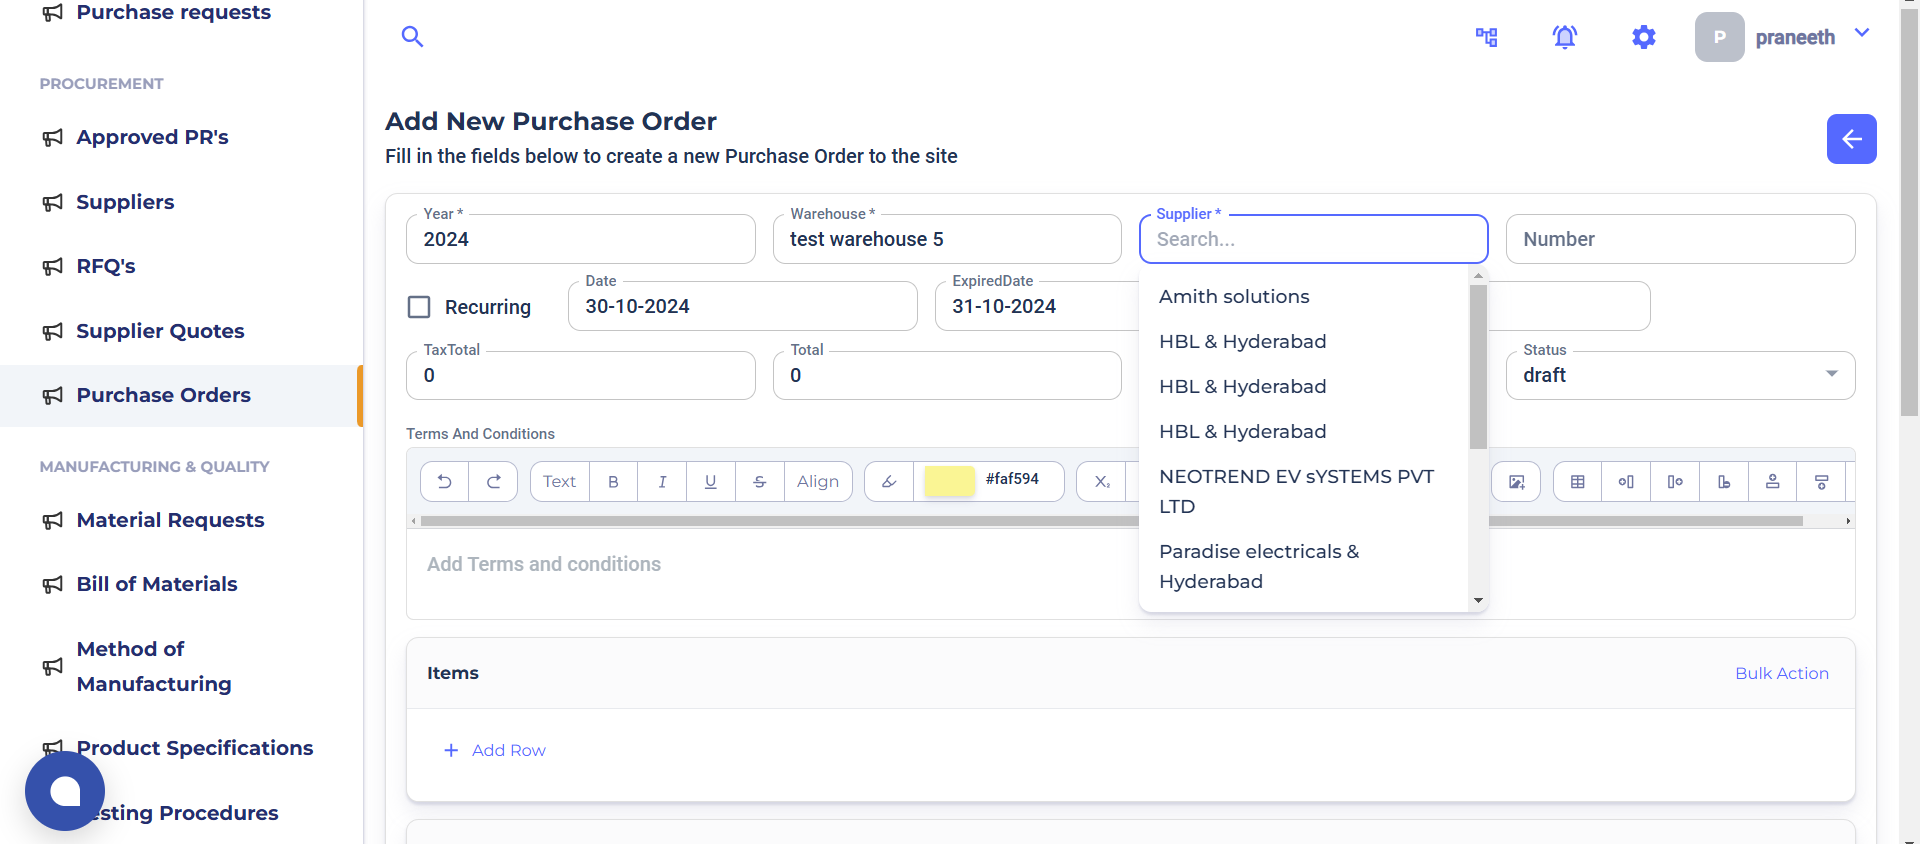 Purchase requests
PROCUREMENT
Approved PR's
Suppliers
RFQ's
Supplier Quotes
Purchase Orders
MANUFACTURING & QUALITY
Material Requests
Bill of Materials
Method of
Manufacturing
Product Specifications
esting Procedures
P praneeth
Add New Purchase Order
Fill in the fields below to create a new Purchase Order to the site
Year *
2024
Warehouse *
test warehouse 5
Supplier *
Search...
Number
Recurring
Date
30-10-2024
ExpiredDate
31-10-2024
Amith solutions
HBL & Hyderabad
HBL & Hyderabad
HBL & Hyderabad
NEOTREND EV sYSTEMS PVT
LTD
Paradise electricals &
Hyderabad
TaxTotal
0
Total
0
Status
draft
Terms And Conditions
Text B I U S Align #faf594 X₂
Add Terms and conditions
Items
Bulk Action
+ Add Row